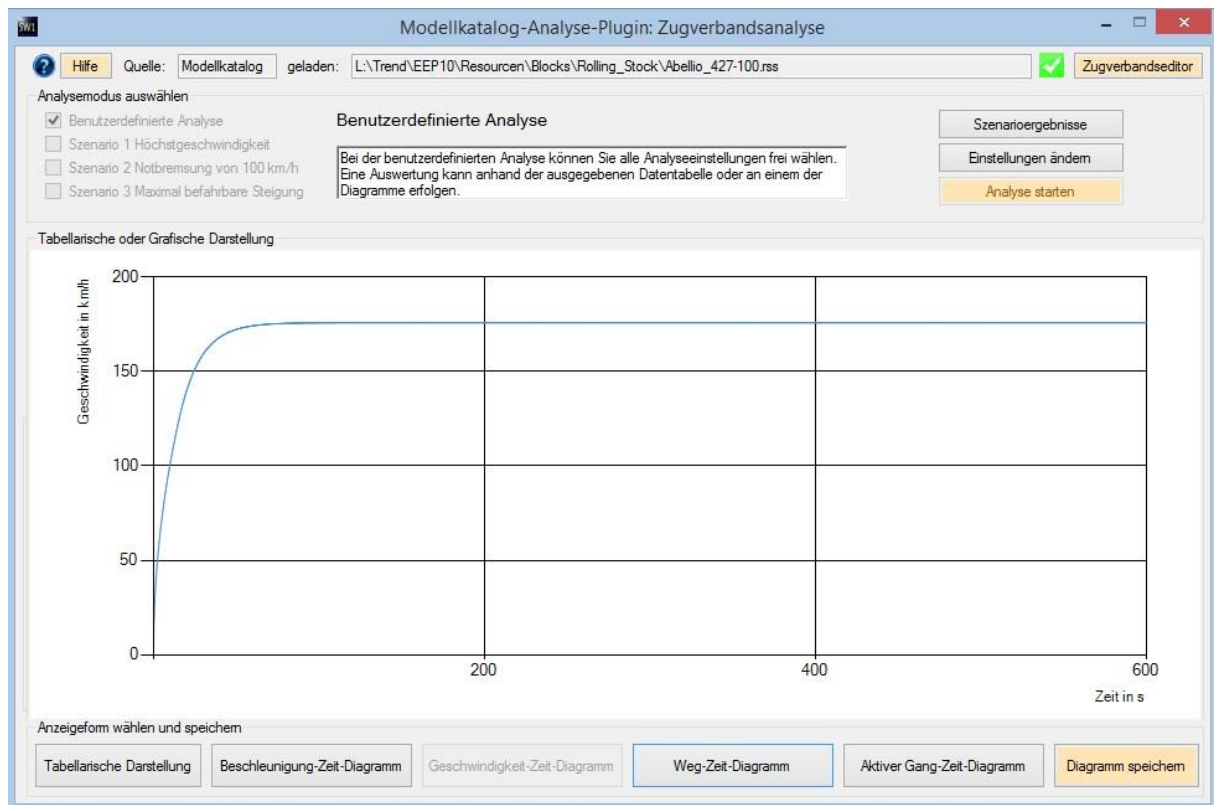 SW1
Modellkatalog-Analyse-Plugin: Zugverbandsanalyse
? Hilfe Quelle: Modellkatalog geladen: L:\Trend\EEP10\Resourcen\Blocks\Rolling_Stock\Abellio_427-100.rss Zugverbandseditor
Analysemodus auswählen
Benutzerdefinierte Analyse
Szenario 1 Höchstgeschwindigkeit
Szenario 2 Notbremsung von 100 km/h
Szenario 3 Maximal befahrbare Steigung
Benutzerdefinierte Analyse
Bei der benutzerdefinierten Analyse können Sie alle Analyseeinstellungen frei wählen.
Eine Auswertung kann anhand der ausgegebenen Datentabelle oder an einem der
Diagramme erfolgen.
Szenarioergebnisse
Einstellungen ändern
Analyse starten
Tabellarische oder Grafische Darstellung
Geschwindigkeit in km/h
200
150
100
50
0
200 400 600
Zeit in s
Anzeigeform wählen und speichern
Tabellarische Darstellung Beschleunigung-Zeit-Diagramm Geschwindigkeit-Zeit-Diagramm Weg-Zeit-Diagramm Aktiver Gang-Zeit-Diagramm Diagramm speichern